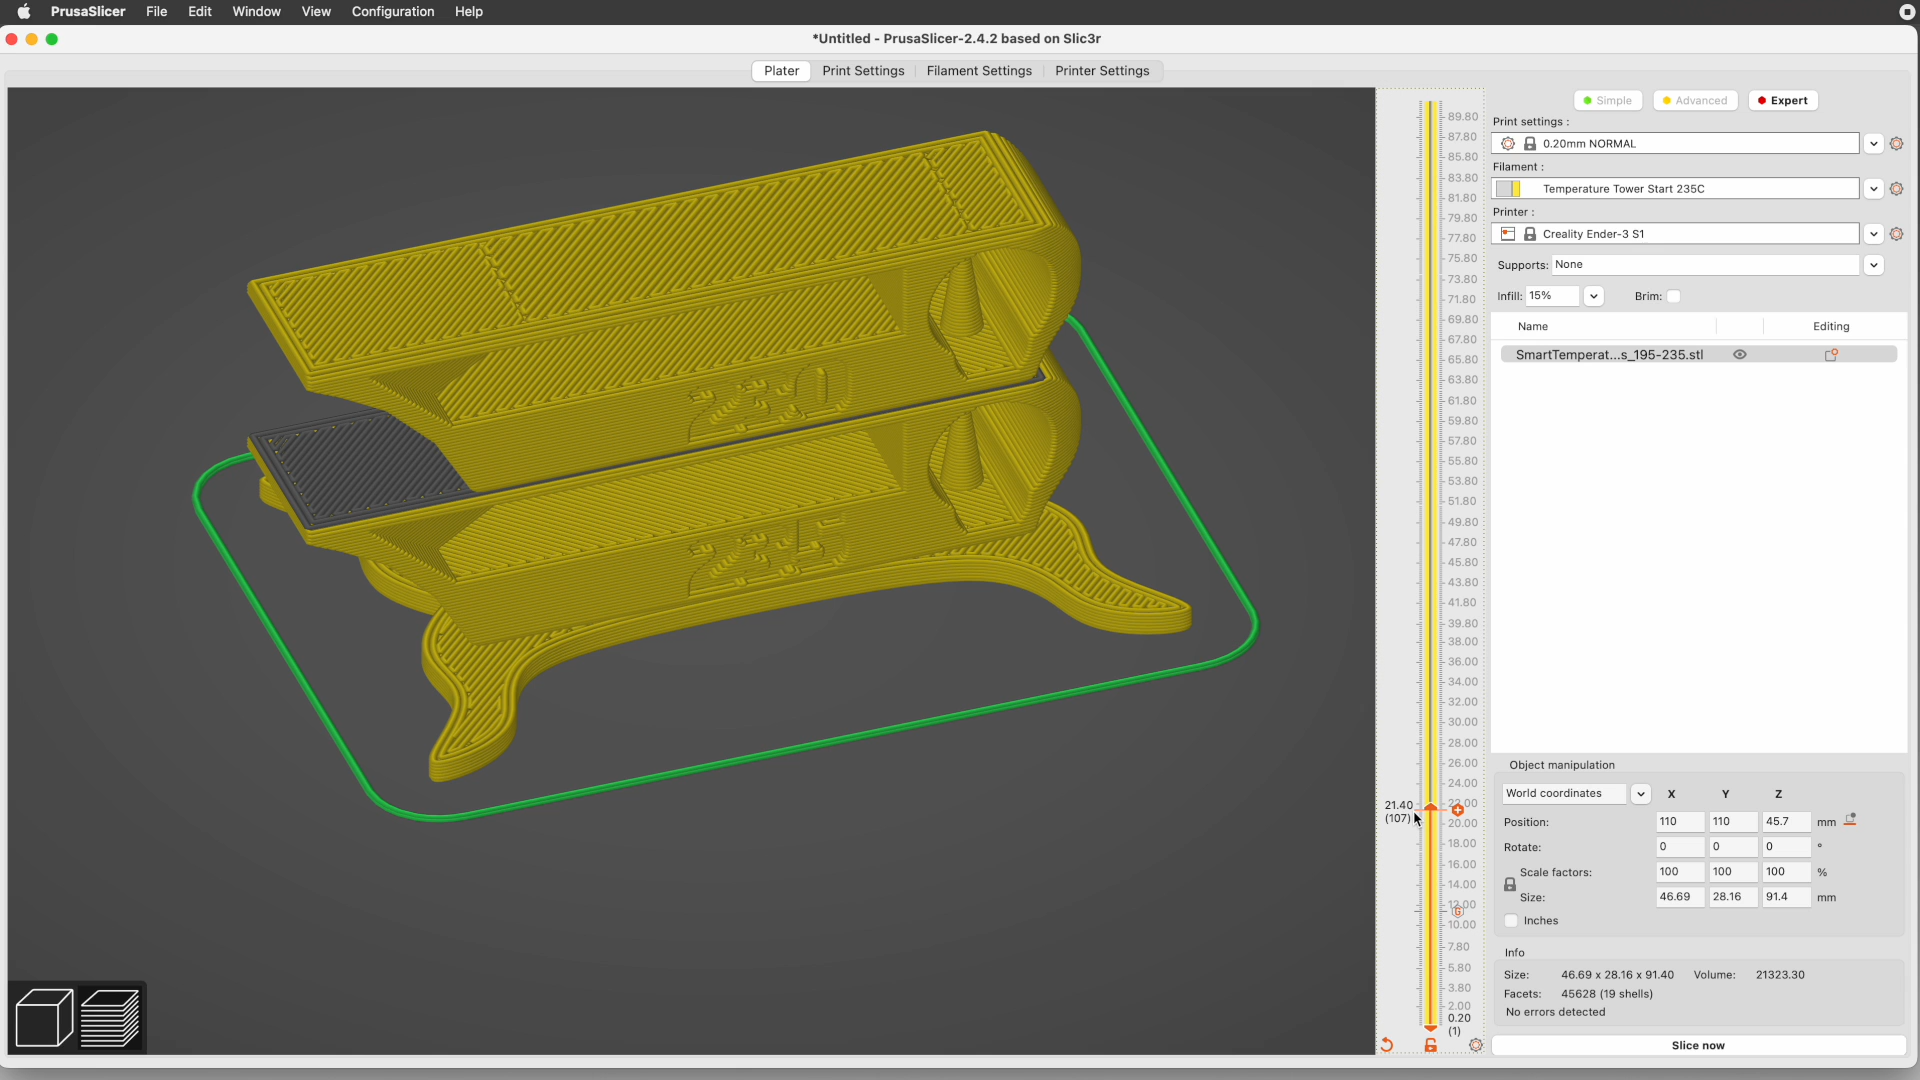 PrusaSlicer File Edit Window View Configuration Help
*Untitled - PrusaSlicer-2.4.2 based on Slic3r
Plater Print Settings Filament Settings Printer Settings
Simple Advanced Expert
Print settings :
0.20mm NORMAL
Filament :
Temperature Tower Start 235C
Printer :
Creality Ender-3 S1
Supports: None
Infill: 15% Brim:
Name Editing
SmartTemperat...s_195-235.stl
Object manipulation
World coordinates X Y Z
Position: 110 110 45.7 mm
Rotate: 0 0 0 °
Scale factors: 100 100 100 %
Size: 46.69 28.16 91.4 mm
Inches
Info
Size: 46.69 x 28.16 x 91.40 Volume: 21323.30
Facets: 45628 (19 shells)
No errors detected
Slice now
89.80
87.80
85.80
83.80
81.80
79.80
77.80
75.80
73.80
71.80
69.80
67.80
65.80
63.80
61.80
59.80
57.80
55.80
53.80
51.80
49.80
47.80
45.80
43.80
41.80
39.80
38.00
36.00
34.00
32.00
30.00
28.00
26.00
24.00
22.00
21.40
(107)
20.00
18.00
16.00
14.00
12.00
G
10.00
7.80
5.80
3.80
2.00
0.20
(1)
230
235